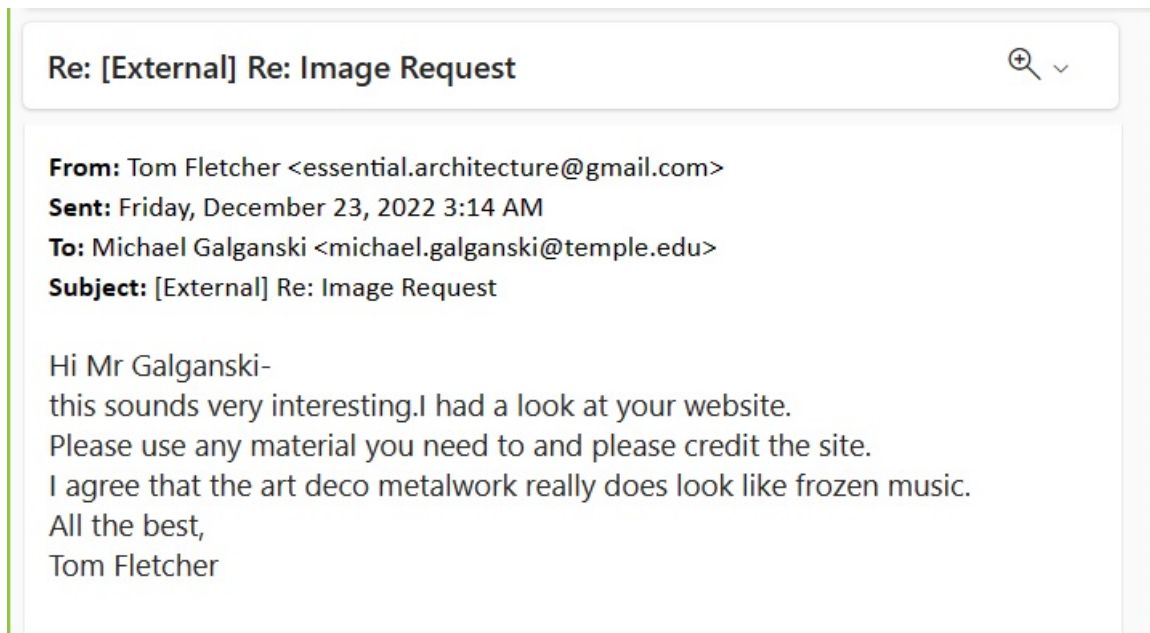 Re: [External] Re: Image Request
From: Tom Fletcher <essential.architecture@gmail.com>
Sent: Friday, December 23, 2022 3:14 AM
To: Michael Galganski <michael.galganski@temple.edu>
Subject: [External] Re: Image Request
Hi Mr Galganski-
this sounds very interesting.I had a look at your website.
Please use any material you need to and please credit the site.
I agree that the art deco metalwork really does look like frozen music.
All the best,
Tom Fletcher